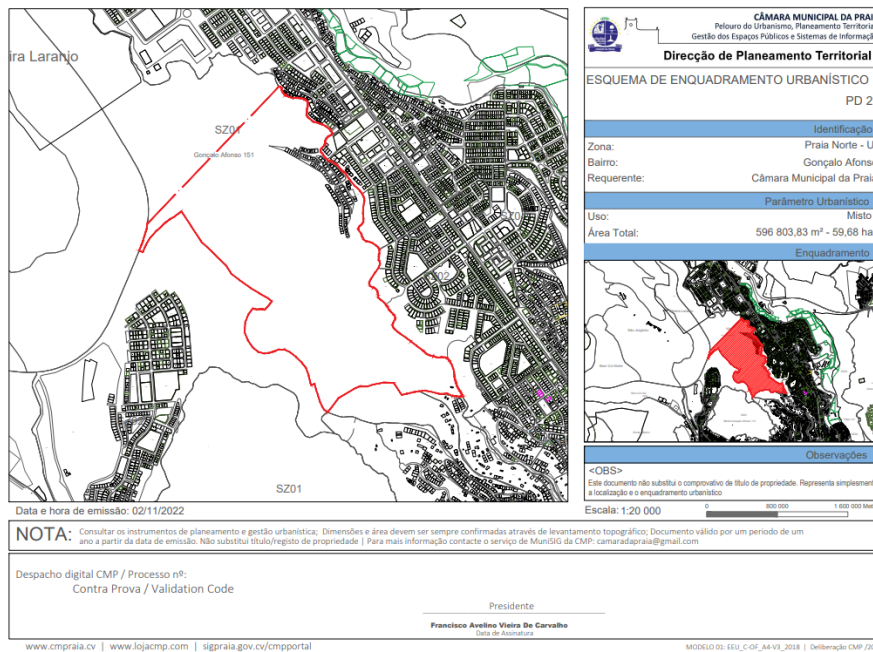 ira Laranjo
SZ01
Gonçalo Afonso 151
SZ01
Data e hora de emissão: 02/11/2022
CÂMARA MUNICIPAL DA PRAI
Pelouro do Urbanismo, Planeamento Territoria
Gestão dos Espaços Públicos e Sistemas de Informaçã
Direcção de Planeamento Territorial
ESQUEMA DE ENQUADRAMENTO URBANÍSTICO
PD 2
Identificação
Zona: Praia Norte - U
Bairro: Gonçalo Afons
Requerente: Câmara Municipal da Praia
Parâmetro Urbanístico
Uso: Misto
Área Total: 596 803,83 m² - 59,68 ha
Enquadramento
Observações
<OBS>
Este documento não substitui o comprovativo de título de propriedade. Representa simplesment
a localização e o enquadramento urbanístico
Escala: 1:20 000
0 800 000 1 600 000 Met
NOTA: Consultar os instrumentos de planeamento e gestão urbanística; Dimensões e área devem ser sempre confirmadas através de levantamento topográfico; Documento válido por um periodo de um
ano a partir da data de emissão. Não substitui título/registo de propriedade | Para mais informação contacte o serviço de MuniSIG da CMP: camaradapraia@gmail.com
Despacho digital CMP / Processo nº:
Contra Prova / Validation Code
Presidente
Francisco Avelino Vieira De Carvalho
Data de Assinatura
www.cmpraia.cv | www.lojacmp.com | sigpraia.gov.cv/cmpportal
MODELO 01: EEU_C-OF_A4-V3_2018 | Deliberação CMP /20